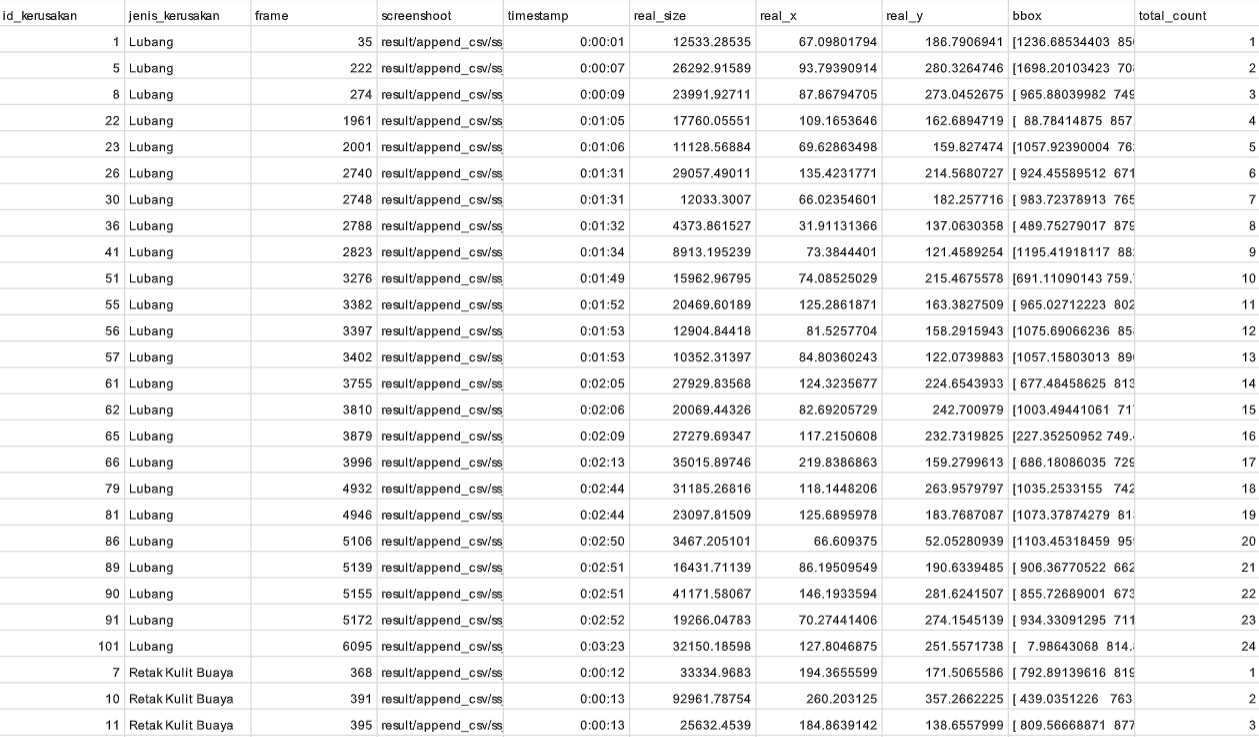 id_kerusakan jenis_kerusakan frame screenshoot timestamp real_size real_x real_y bbox total_count
1 Lubang 35 result/append_csv/ss 0:00:01 12533.28535 67.09801794 186.7906941 [1236.68534403 85 1
5 Lubang 222 result/append_csv/ss 0:00:07 26292.91589 93.79390914 280.3264746 [1698.20103423 70 2
8 Lubang 274 result/append_csv/ss 0:00:09 23991.92711 87.86794705 273.0452675 [ 965.88039982 749 3
22 Lubang 1961 result/append_csv/ss 0:01:05 17760.05551 109.1653646 162.6894719 [ 88.78414875 857 4
23 Lubang 2001 result/append_csv/ss 0:01:06 11128.56884 69.62863498 159.827474 [1057.92390004 76 5
26 Lubang 2740 result/append_csv/ss 0:01:31 29057.49011 135.4231771 214.5680727 [ 924.45589512 671 6
30 Lubang 2748 result/append_csv/ss 0:01:31 12033.3007 66.02354601 182.257716 [ 983.72378913 765 7
36 Lubang 2788 result/append_csv/ss 0:01:32 4373.861527 31.91131366 137.0630358 [ 489.75279017 879 8
41 Lubang 2823 result/append_csv/ss 0:01:34 8913.195239 73.3844401 121.4589254 [1195.41918117 88 9
51 Lubang 3276 result/append_csv/ss 0:01:49 15962.96795 74.08525029 215.4675578 [691.11090143 759. 10
55 Lubang 3382 result/append_csv/ss 0:01:52 20469.60189 125.2861871 163.3827509 [ 965.02712223 802 11
56 Lubang 3397 result/append_csv/ss 0:01:53 12904.84418 81.5257704 158.2915943 [1075.69066236 85 12
57 Lubang 3402 result/append_csv/ss 0:01:53 10352.31397 84.80360243 122.0739883 [1057.15803013 89 13
61 Lubang 3755 result/append_csv/ss 0:02:05 27929.83568 124.3235677 224.6543933 [ 677.48458625 813 14
62 Lubang 3810 result/append_csv/ss 0:02:06 20069.44326 82.69205729 242.700979 [1003.49441061 71 15
65 Lubang 3879 result/append_csv/ss 0:02:09 27279.69347 117.2150608 232.7319825 [227.35250952 749. 16
66 Lubang 3996 result/append_csv/ss 0:02:13 35015.89746 219.8386863 159.2799613 [ 686.18086035 729 17
79 Lubang 4932 result/append_csv/ss 0:02:44 31185.26816 118.1448206 263.9579797 [1035.2533155 742 18
81 Lubang 4946 result/append_csv/ss 0:02:44 23097.81509 125.6895978 183.7687087 [1073.37874279 81 19
86 Lubang 5106 result/append_csv/ss 0:02:50 3467.205101 66.609375 52.05280939 [1103.45318459 95 20
89 Lubang 5139 result/append_csv/ss 0:02:51 16431.71139 86.19509549 190.6339485 [ 906.36770522 662 21
90 Lubang 5155 result/append_csv/ss 0:02:51 41171.58067 146.1933594 281.6241507 [ 855.72689001 673 22
91 Lubang 5172 result/append_csv/ss 0:02:52 19266.04783 70.27441406 274.1545139 [ 934.33091295 711 23
101 Lubang 6095 result/append_csv/ss 0:03:23 32150.18598 127.8046875 251.5571738 [ 7.98643068 814. 24
7 Retak Kulit Buaya 368 result/append_csv/ss 0:00:12 33334.9683 194.3655599 171.5065586 [ 792.89139616 819 1
10 Retak Kulit Buaya 391 result/append_csv/ss 0:00:13 92961.78754 260.203125 357.2662225 [ 439.0351226 763 2
11 Retak Kulit Buaya 395 result/append_csv/ss 0:00:13 25632.4539 184.8639142 138.6557999 [ 809.56668871 877 3